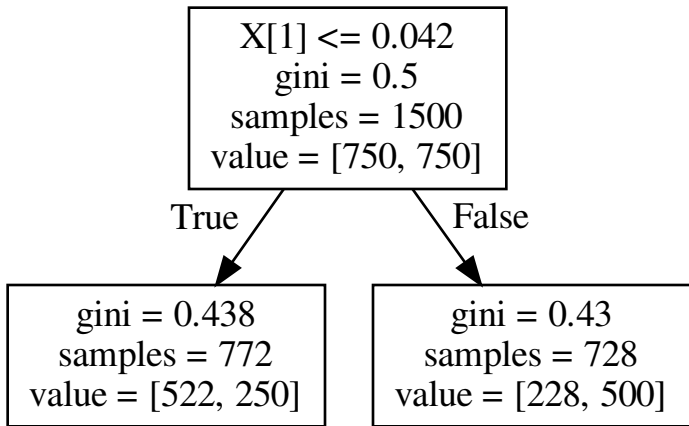 X[1] <= 0.042
gini = 0.5
samples = 1500
value = [750, 750]
True
False
gini = 0.438
samples = 772
value = [522, 250]
gini = 0.43
samples = 728
value = [228, 500]